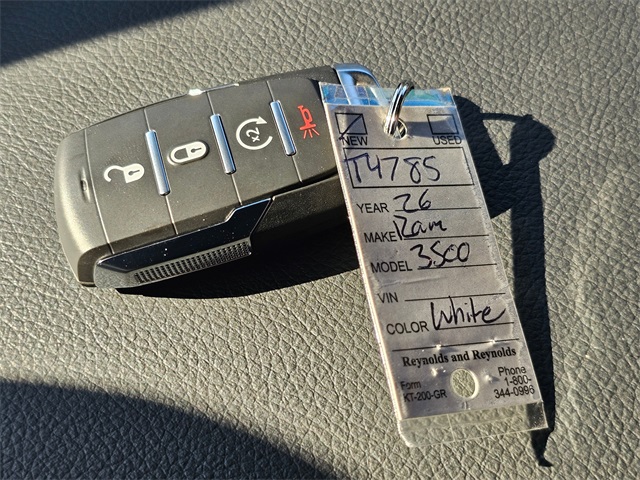 x2
NEW USED
T4785
YEAR 26
MAKE Ram
MODEL 3500
VIN
COLOR White
Reynolds and Reynolds
Form
KT-200-GR
Phone
1-800-
344-0996